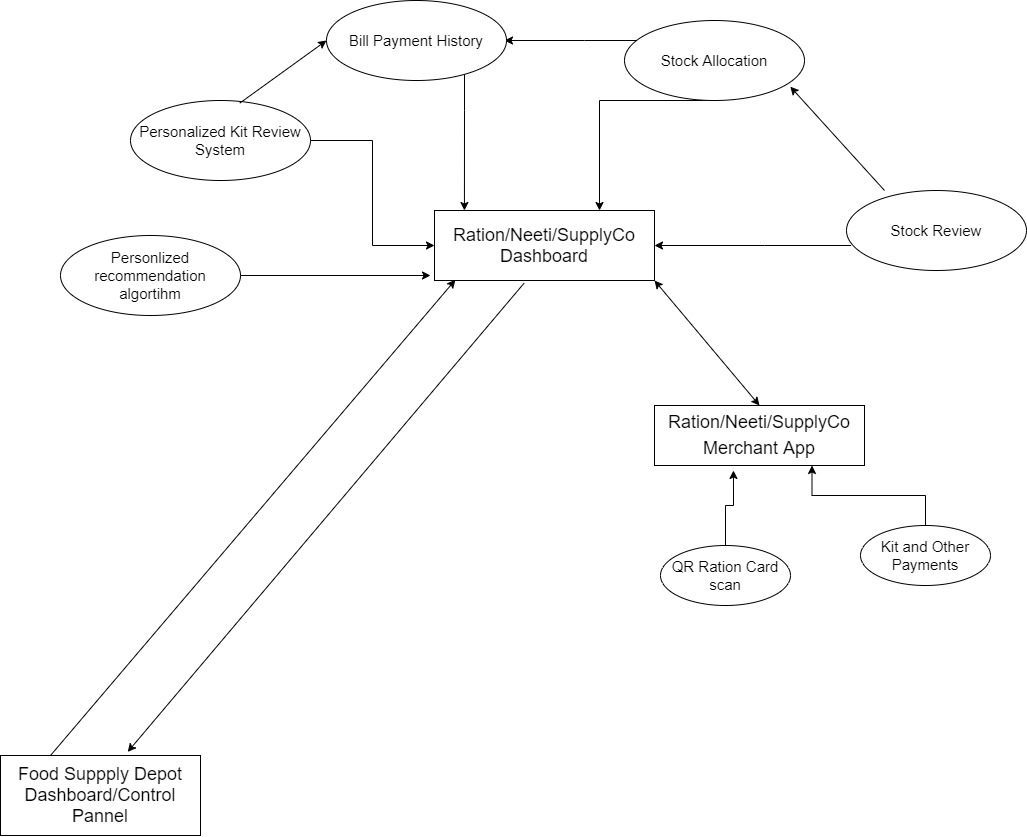 Bill Payment History
Stock Allocation
Personalized Kit Review
System
Stock Review
Ration/Neeti/SupplyCo
Dashboard
Personlized
recommendation
algortihm
Ration/Neeti/SupplyCo
Merchant App
QR Ration Card
scan
Kit and Other
Payments
Food Suppply Depot
Dashboard/Control
Pannel